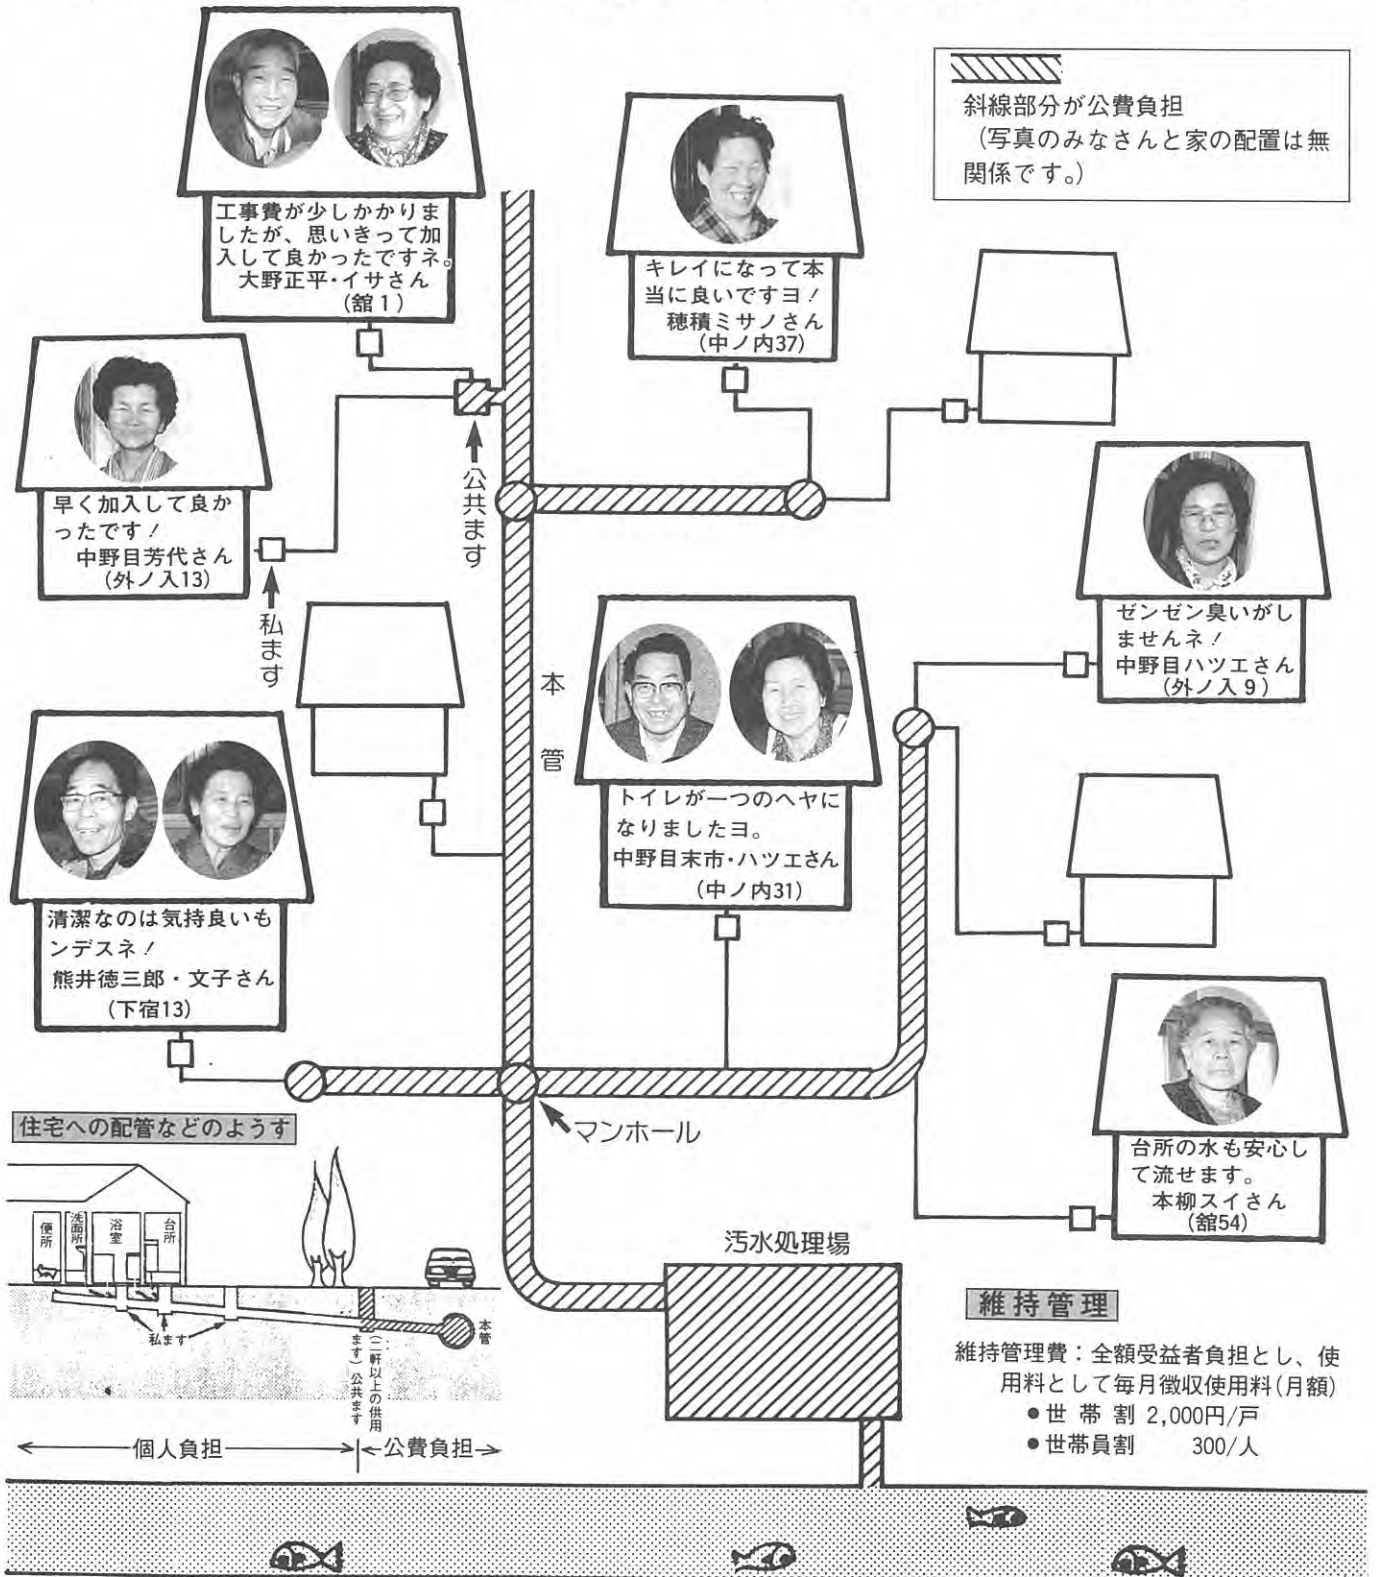 斜線部分が公費負担
(写真のみなさんと家の配置は無
関係です。)
工事費が少しかかりま
したが、思いきって加
入して良かったですネ。
大野正平・イサさん
(舘1)
キレイになって本
当に良いですヨ!
穂積ミサノさん
(中ノ内37)
早く加入して良か
ったです!
中野目芳代さん
(外ノ入13)
公共ます
私ます
ゼンゼン臭いがし
ませんネ!
中野目ハツエさん
(外ノ入9)
本管
トイレが一つのヘヤに
なりましたヨ。
中野目末市・ハツエさん
(中ノ内31)
清潔なのは気持良いも
ンデスネ!
熊井徳三郎・文子さん
(下宿13)
マンホール
台所の水も安心し
て流せます。
本柳スイさん
(舘54)
住宅への配管などのようす
便所
洗面所
浴室
台所
私ます
本管
(二軒以上の供用
ます)公共ます
個人負担
公費負担
汚水処理場
維持管理
維持管理費:全額受益者負担とし、使
用料として毎月徴収使用料(月額)
●世帯割 2,000円/戸
●世帯員割 300/人